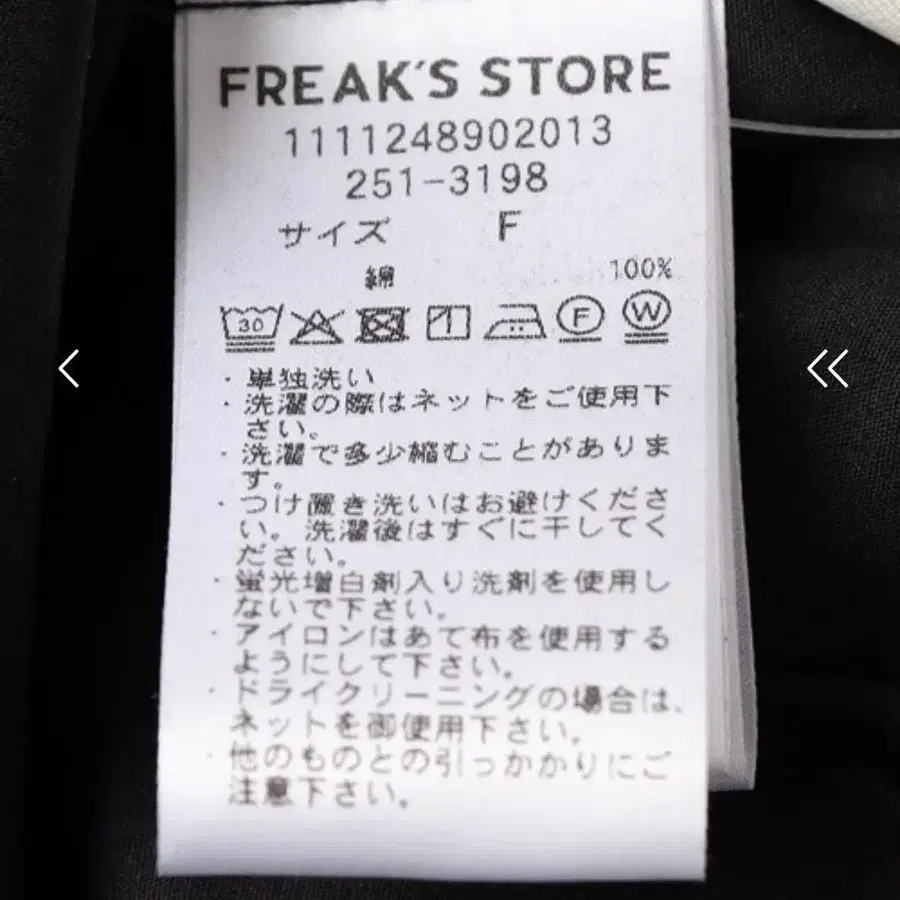 FREAK'S STORE
1111248902013
251-3198
サイズ F
綿 100%
30 F W
・単独洗い
・洗濯の際はネットをご使用下
さい。
・洗濯で多少縮むことがありま
す。
・つけ置き洗いはお避けくださ
い。洗濯後はすぐに干してく
ださい。
・蛍光増白剤入り洗剤を使用し
ないで下さい。
・アイロンはあて布を使用する
ようにして下さい。
・ドライクリーニングの場合は、
ネットを御使用下さい。
・他のものとの引っかかりにご
注意下さい。